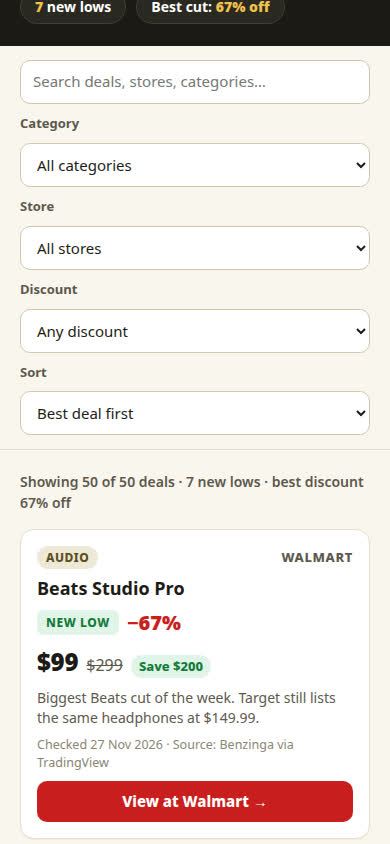 7 new lows
Best cut: 67% off
Search deals, stores, categories...
Category
All categories
Store
All stores
Discount
Any discount
Sort
Best deal first
Showing 50 of 50 deals · 7 new lows · best discount
67% off
AUDIO
WALMART
Beats Studio Pro
NEW LOW
−67%
$99 $299 Save $200
Biggest Beats cut of the week. Target still lists
the same headphones at $149.99.
Checked 27 Nov 2026 · Source: Benzinga via
TradingView
View at Walmart →